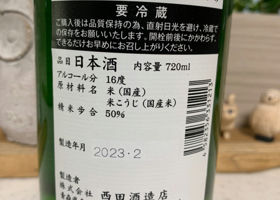 要冷蔵
ご購入後は品質保持の為、直射日光を避け、冷蔵で
の保存をお願いいたします。開栓前後にかかわらず、
できるだけお早めにお召し上がりください。
品目 日本酒 内容量 720ml
アルコール分 16度
原材料名 米(国産)
米こうじ(国産米)
精米歩合 50%
製造年月 2023・2
製造者
株式会社 西田酒造店